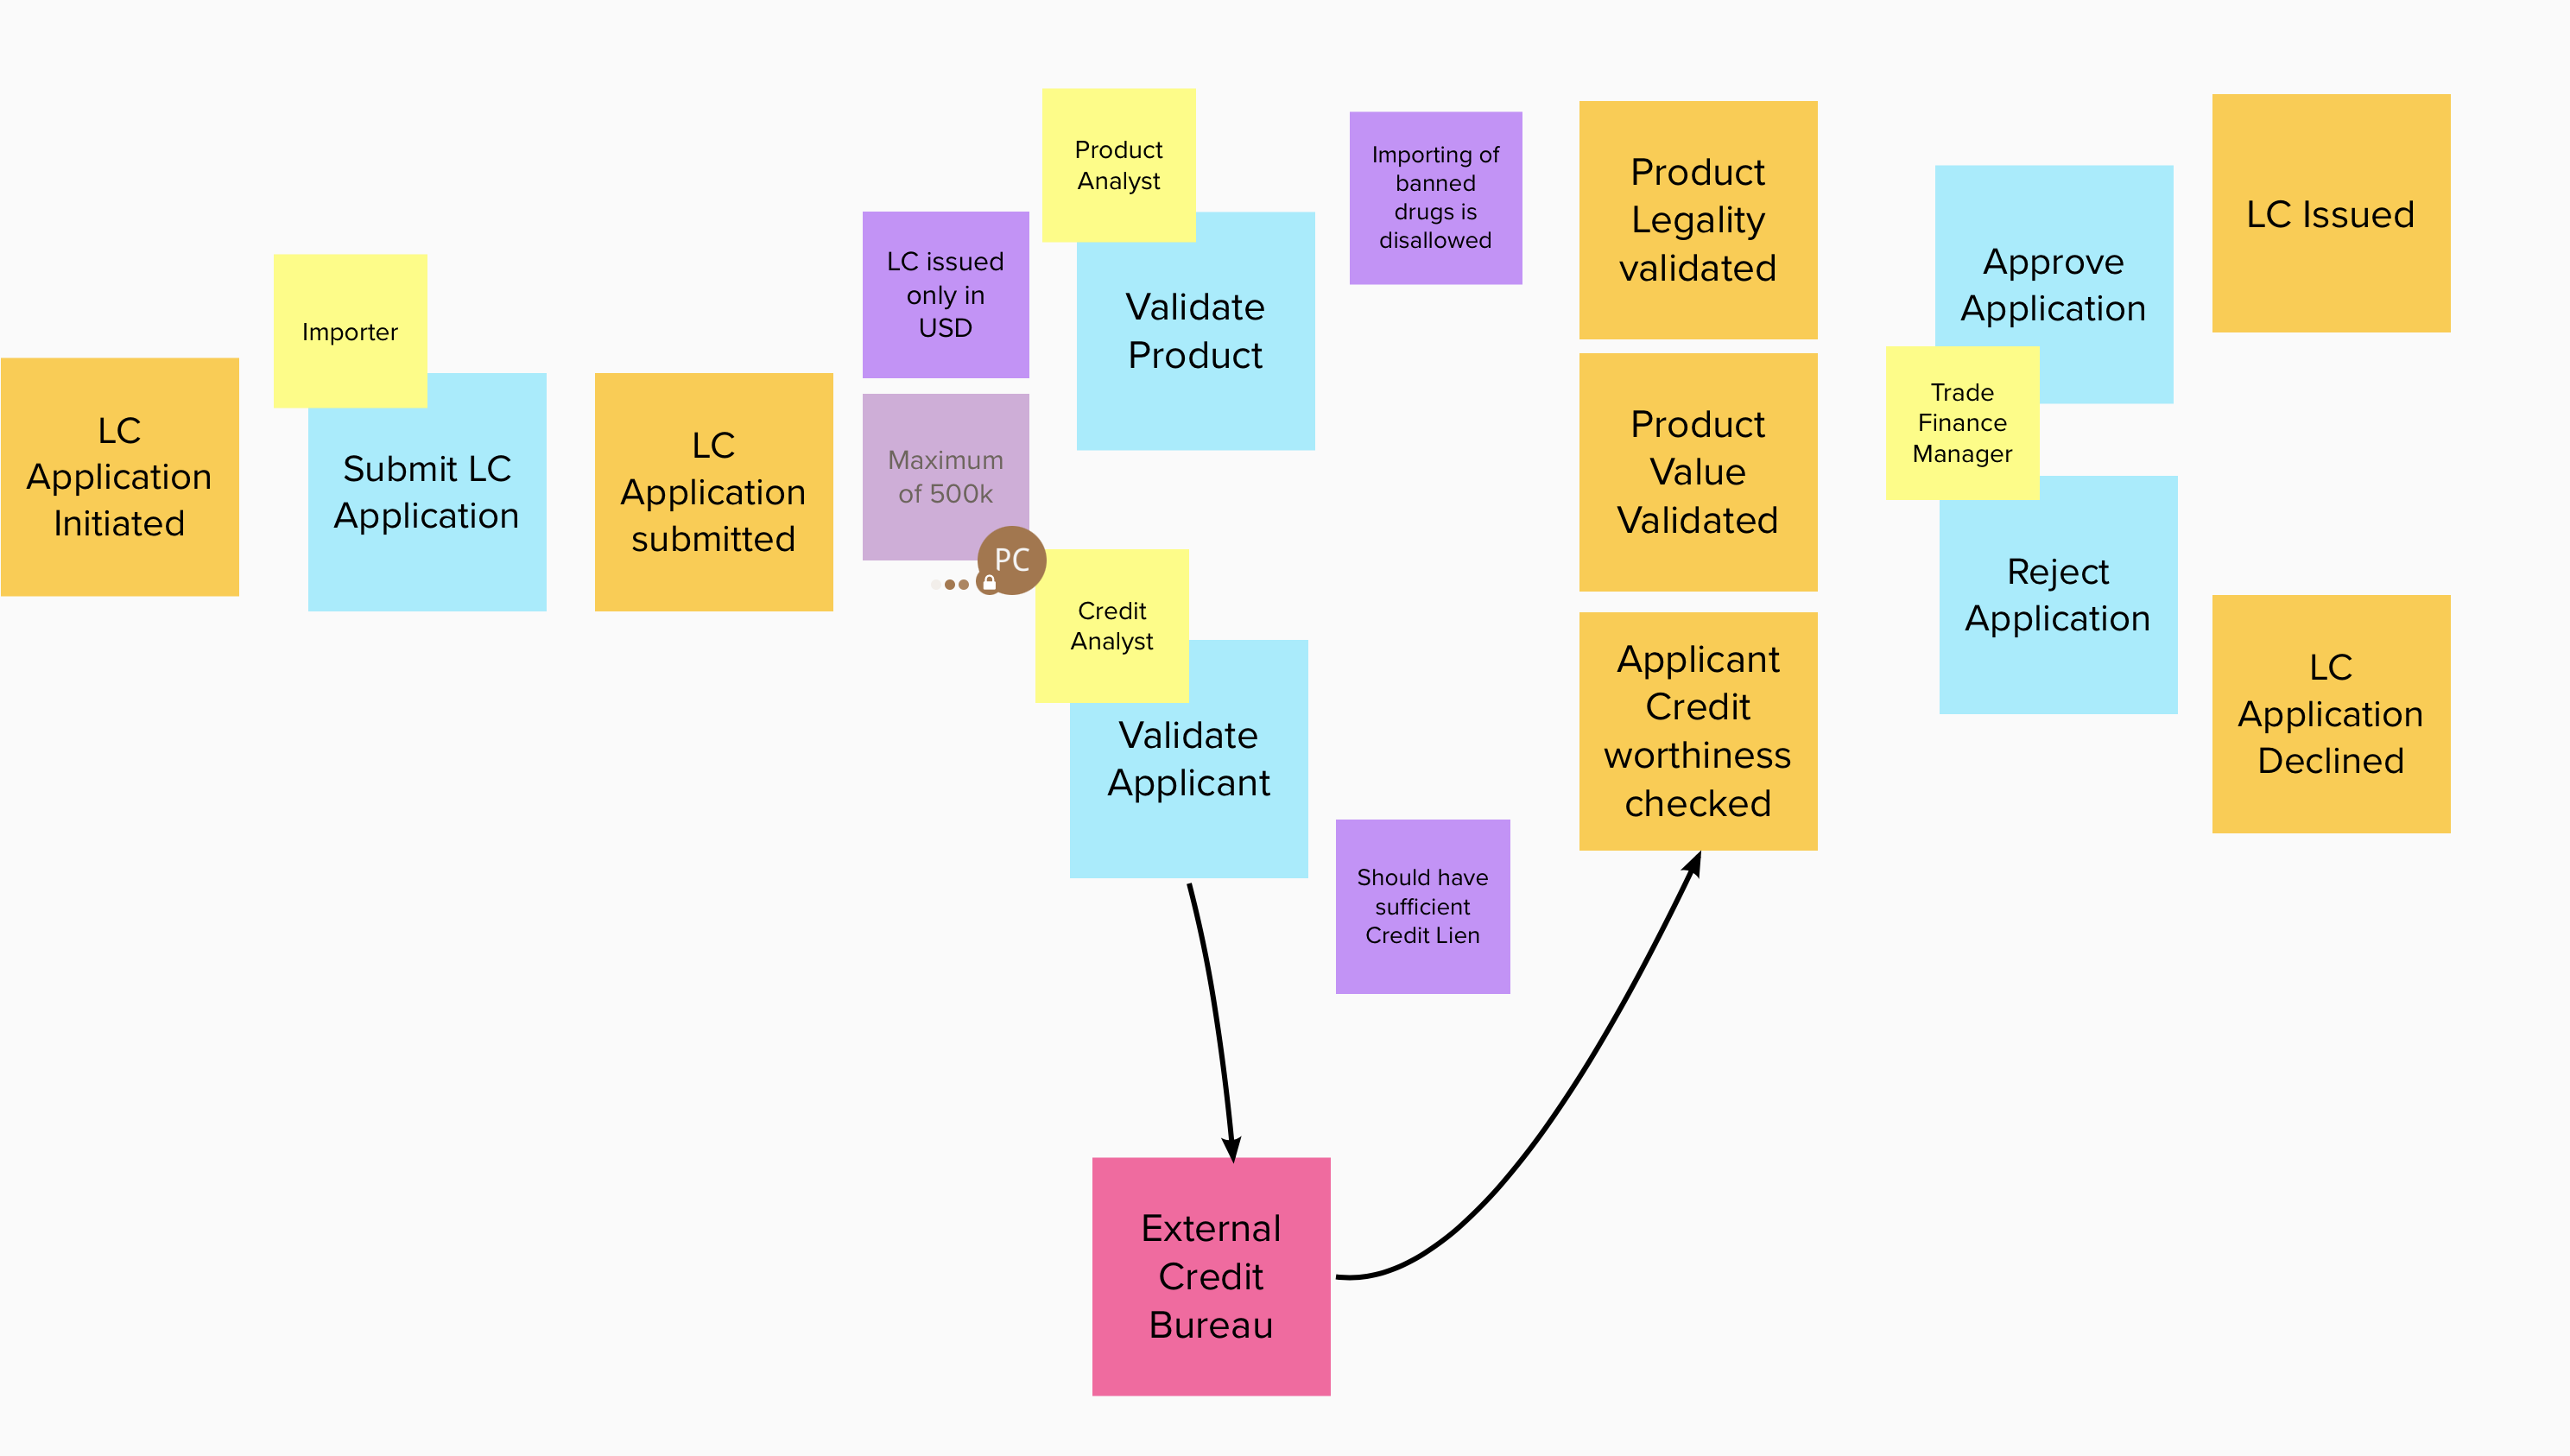 LC
Application
Initiated
Importer
Submit LC
Application
LC
Application
submitted
LC issued
only in
USD
Maximum
of 500k
PC
Product
Analyst
Validate
Product
Importing of
banned
drugs is
disallowed
Credit
Analyst
Validate
Applicant
Should have
sufficient
Credit Lien
External
Credit
Bureau
Product
Legality
validated
Product
Value
Validated
Applicant
Credit
worthiness
checked
Approve
Application
Trade
Finance
Manager
Reject
Application
LC Issued
LC
Application
Declined